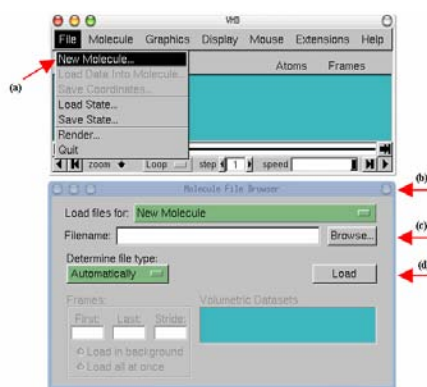 VMD
File Molecule Graphics Display Mouse Extensions Help
New Molecule...
Load Data Into Molecule...
Save Coordinates...
Load State...
Save State...
Render...
Quit
Atoms Frames
zoom Loop step 1 speed
(a)
Molecule File Browser
(b)
Load files for: New Molecule
Filename: Browse...
(c)
Determine file type:
Automatically Load
(d)
Frames: Volumetric Datasets
First: Last: Stride:
Load in background
Load all at once